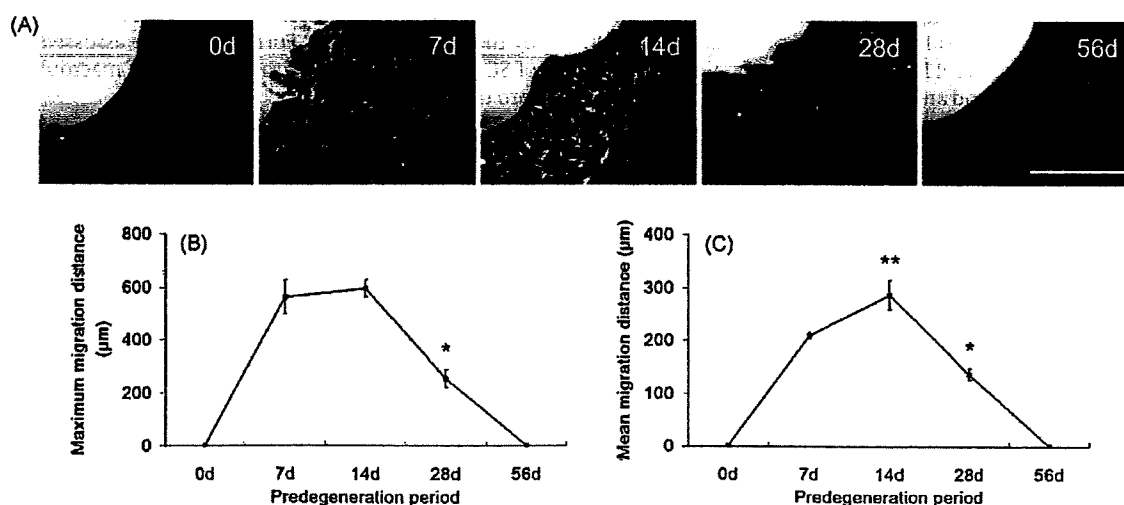 (A)
0d
7d
14d
28d
56d
(B)
Maximum migration distance
(µm)
800
600
400
200
0
*
0d
7d
14d
28d
56d
Predegeneration period
(C)
Mean migration distance (µm)
400
300
200
100
0
**
*
0d
7d
14d
28d
56d
Predegeneration period